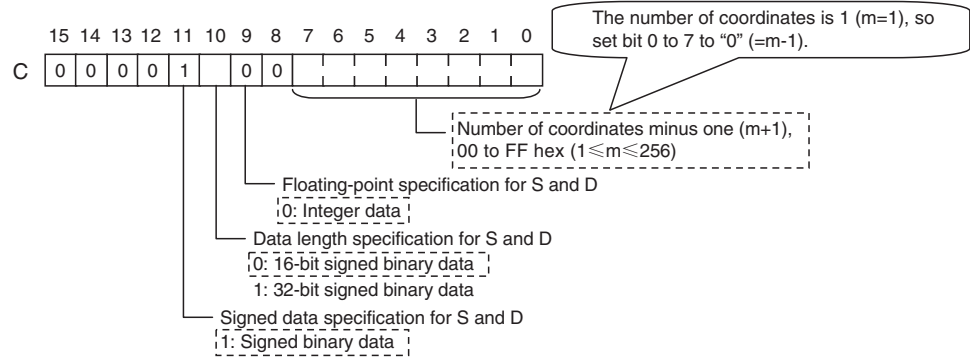 The number of coordinates is 1 (m=1), so
set bit 0 to 7 to “0” (=m-1).
15 14 13 12 11 10 9 8 7 6 5 4 3 2 1 0
C 0 0 0 0 1 0 0
Number of coordinates minus one (m+1),
00 to FF hex (1≤m≤256)
Floating-point specification for S and D
0: Integer data
Data length specification for S and D
0: 16-bit signed binary data
1: 32-bit signed binary data
Signed data specification for S and D
1: Signed binary data